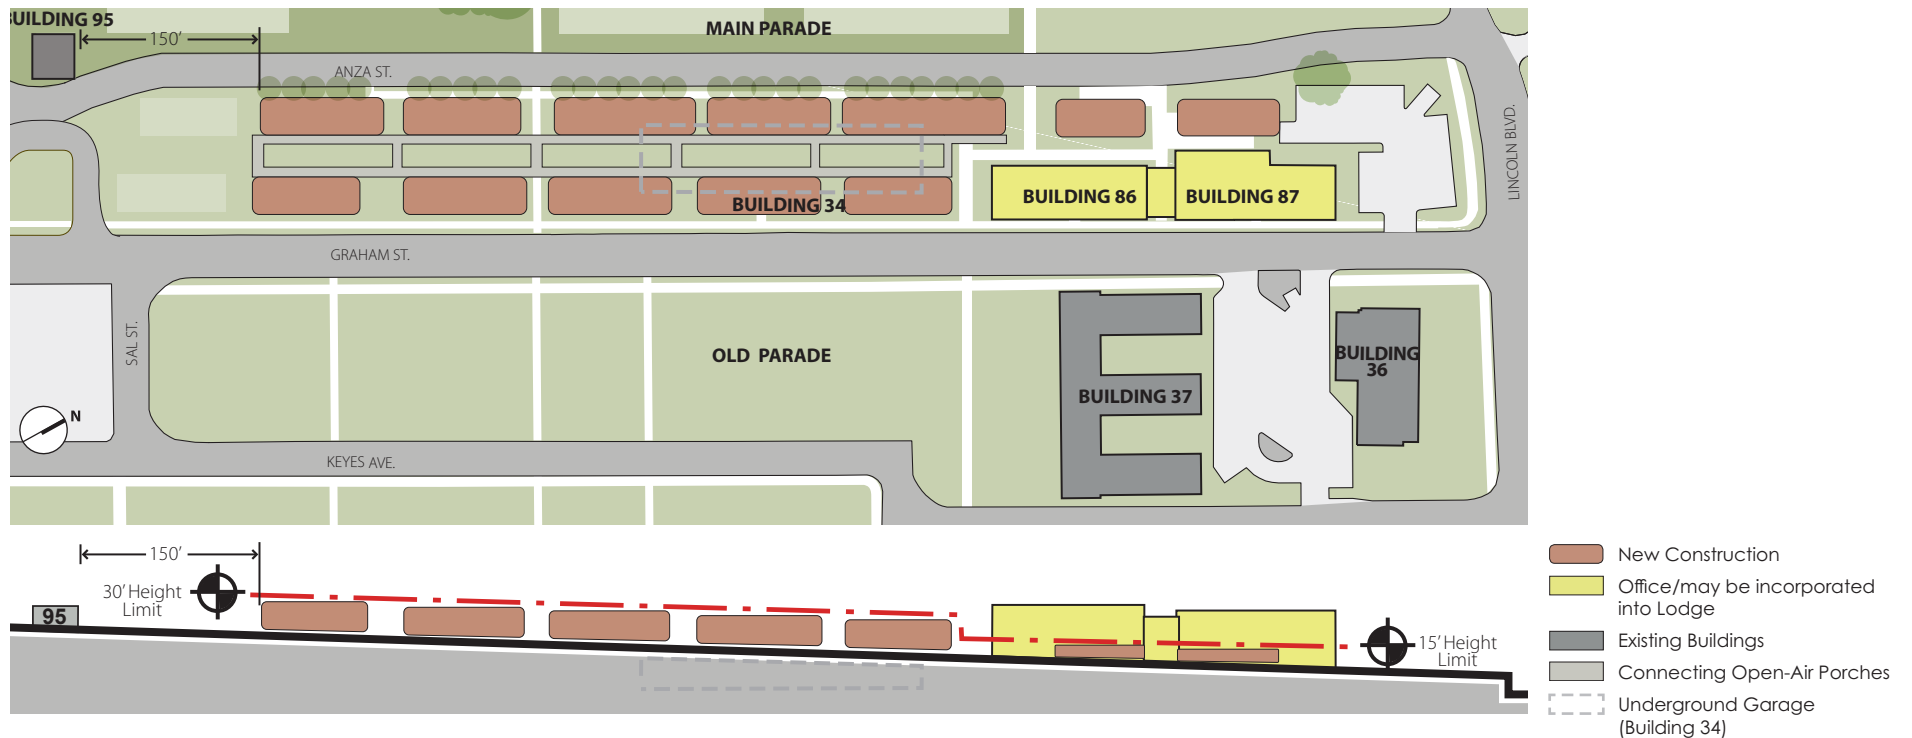 BUILDING 95
150'
MAIN PARADE
ANZA ST.
LINCOLN BLVD.
BUILDING 34
BUILDING 86
BUILDING 87
GRAHAM ST.
SAL ST.
OLD PARADE
BUILDING 37
BUILDING
36
N
KEYES AVE.
150'
30' Height
Limit
95
15' Height
Limit
New Construction
Office/may be incorporated
into Lodge
Existing Buildings
Connecting Open-Air Porches
Underground Garage
(Building 34)